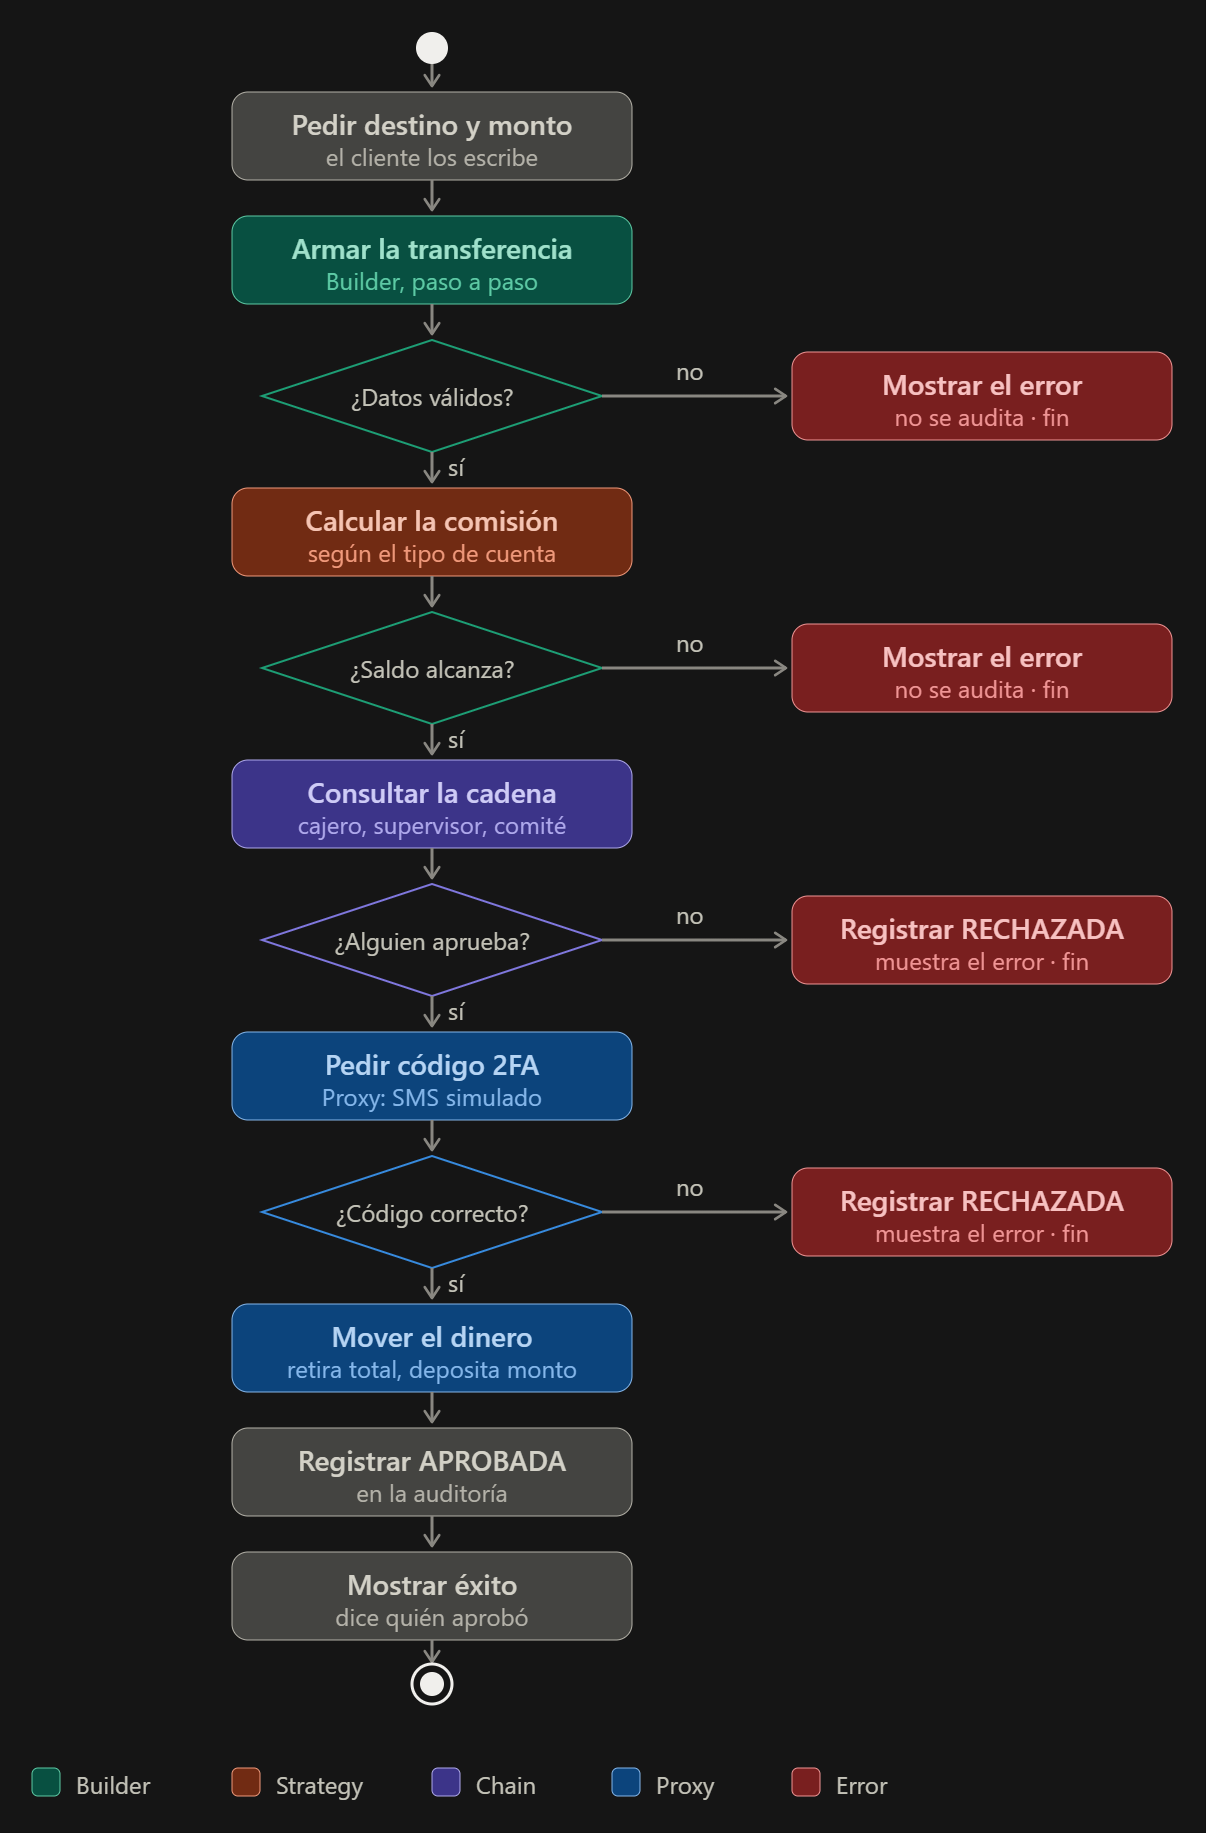 Pedir destino y monto
el cliente los escribe
Armar la transferencia
Builder, paso a paso
¿Datos válidos?
no
Mostrar el error
no se audita · fin
sí
Calcular la comisión
según el tipo de cuenta
¿Saldo alcanza?
no
Mostrar el error
no se audita · fin
sí
Consultar la cadena
cajero, supervisor, comité
¿Alguien aprueba?
no
Registrar RECHAZADA
muestra el error · fin
sí
Pedir código 2FA
Proxy: SMS simulado
¿Código correcto?
no
Registrar RECHAZADA
muestra el error · fin
sí
Mover el dinero
retira total, deposita monto
Registrar APROBADA
en la auditoría
Mostrar éxito
dice quién aprobó
Builder
Strategy
Chain
Proxy
Error